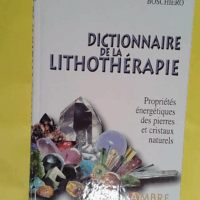 BOSCHIERO
DICTIONNAIRE
DE LA
LITHOTHÉRAPIE
Propriétés
énergétiques
des pierres
et cristaux
naturels
AMBRE